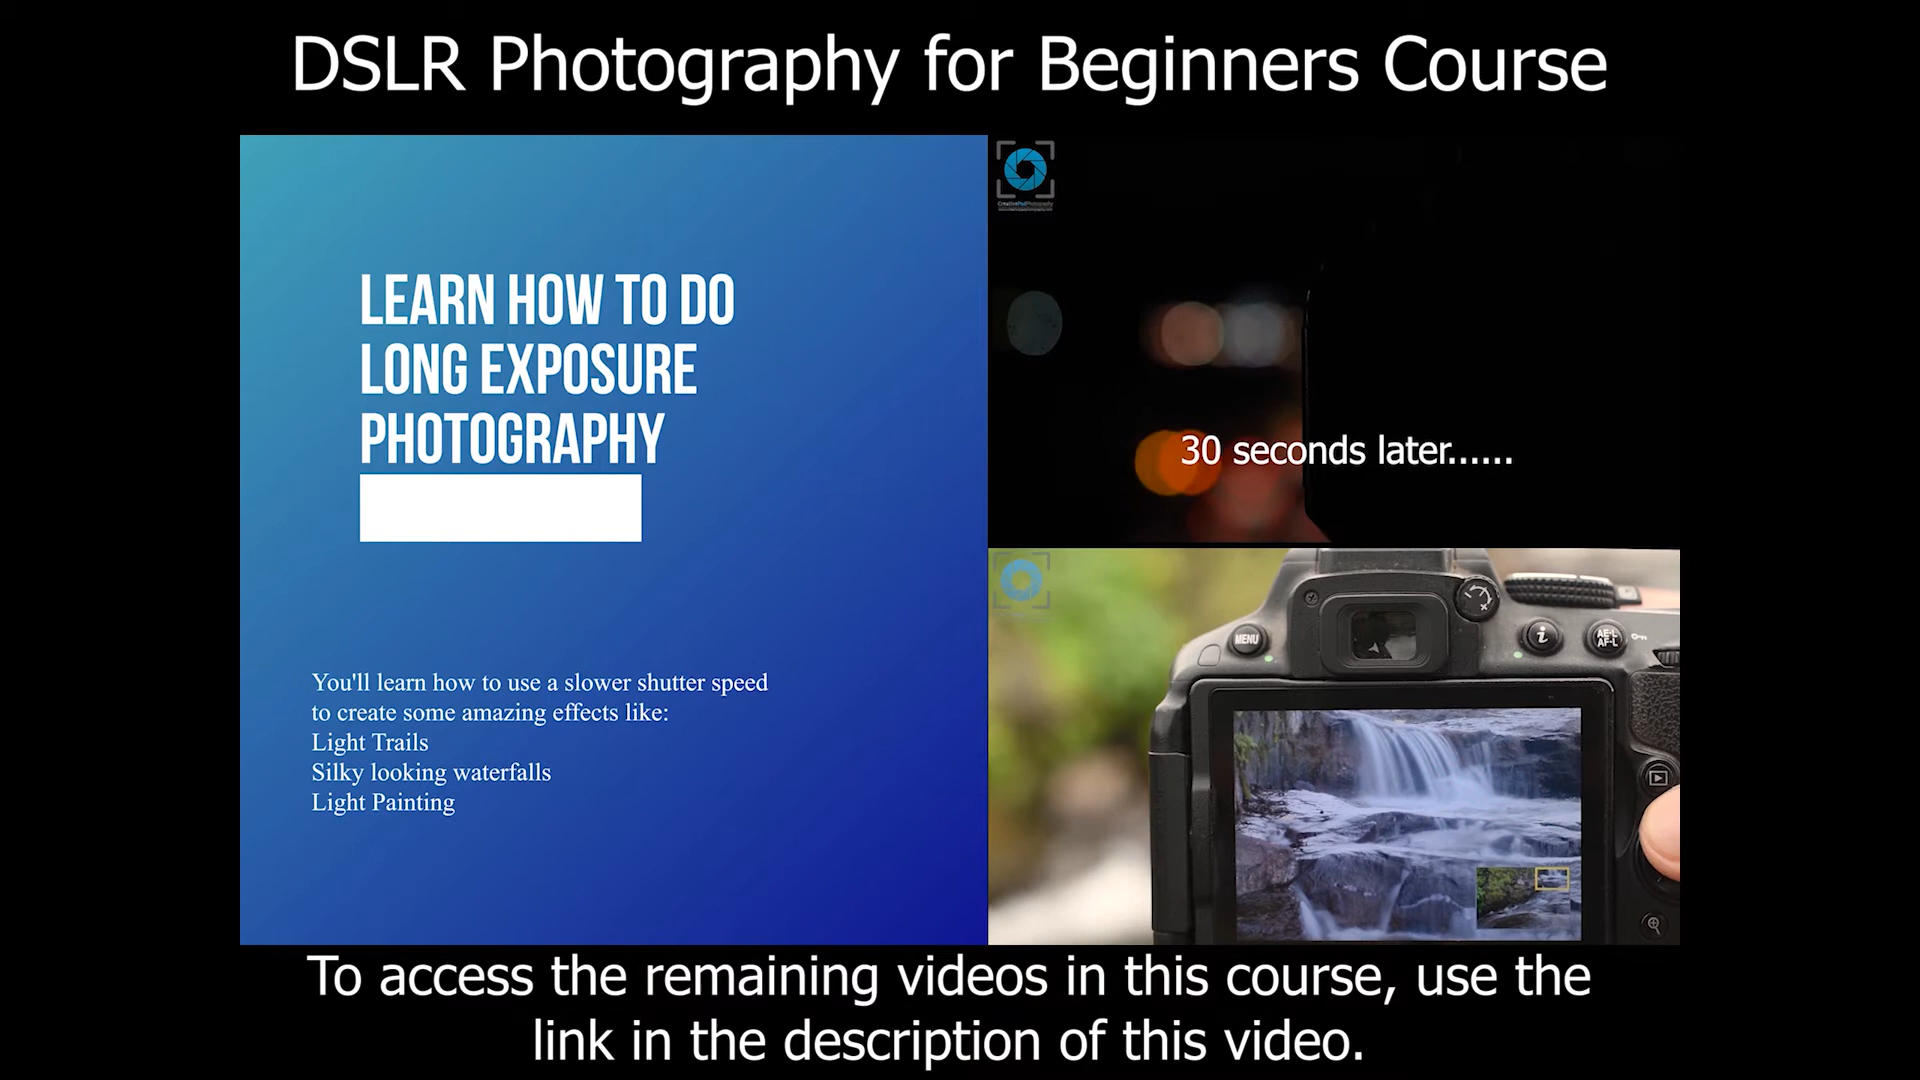 DSLR Photography for Beginners Course
LEARN HOW TO DO
LONG EXPOSURE
PHOTOGRAPHY
You'll learn how to use a slower shutter speed
to create some amazing effects like:
Light Trails
Silky looking waterfalls
Light Painting
30 seconds later......
MENU
i
AE-L
AF-L
To access the remaining videos in this course, use the
link in the description of this video.